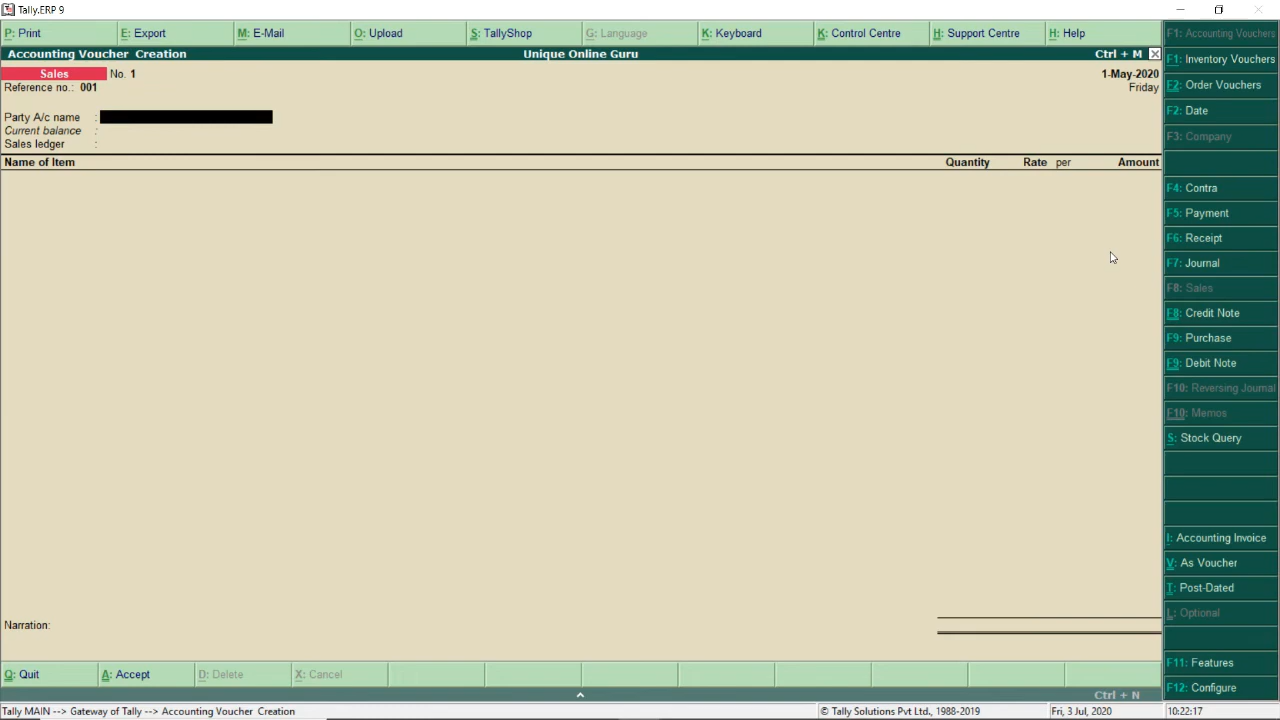 Tally.ERP 9
P: Print E: Export M: E-Mail O: Upload S: TallyShop G: Language K: Keyboard K: Control Centre H: Support Centre H: Help
Accounting Voucher Creation Unique Online Guru Ctrl + M
Sales No. 1 1-May-2020
Reference no.: 001 Friday
Party A/c name :
Current balance :
Sales ledger :
Name of Item Quantity Rate per Amount
Narration:
F1: Accounting Vouchers
F1: Inventory Vouchers
F2: Order Vouchers
F2: Date
F3: Company
F4: Contra
F5: Payment
F6: Receipt
F7: Journal
F8: Sales
F8: Credit Note
F9: Purchase
F9: Debit Note
F10: Reversing Journal
F10: Memos
S: Stock Query
I: Accounting Invoice
V: As Voucher
T: Post-Dated
L: Optional
F11: Features
F12: Configure
Q: Quit A: Accept D: Delete X: Cancel
Ctrl + N
Tally MAIN --> Gateway of Tally --> Accounting Voucher Creation © Tally Solutions Pvt Ltd., 1988-2019 Fri, 3 Jul, 2020 10:22:17